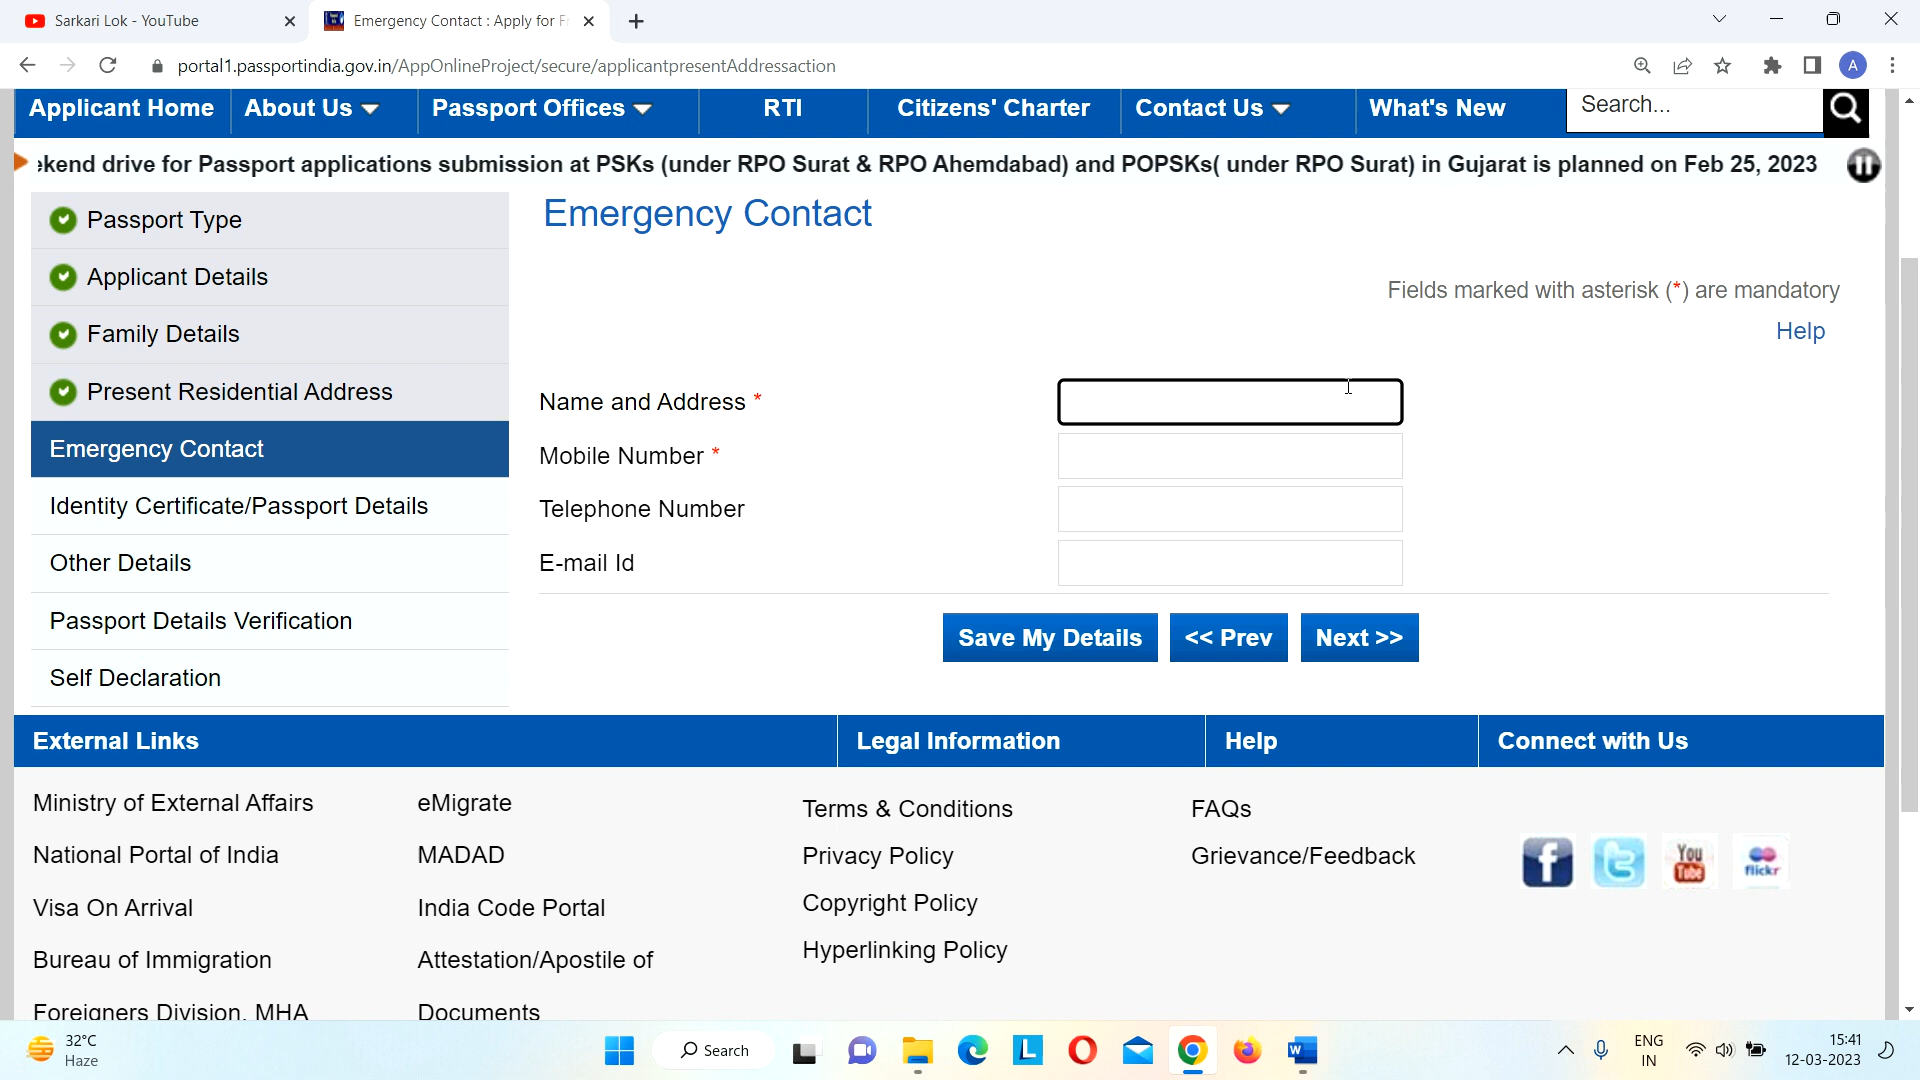 Sarkari Lok - YouTube
Emergency Contact : Apply for F
portal1.passportindia.gov.in/AppOnlineProject/secure/applicantpresentAddressaction
A
Applicant Home About Us Passport Offices RTI Citizens' Charter Contact Us What's New Search...
ekend drive for Passport applications submission at PSKs (under RPO Surat & RPO Ahemdabad) and POPSKs( under RPO Surat) in Gujarat is planned on Feb 25, 2023
Passport Type
Applicant Details
Family Details
Present Residential Address
Emergency Contact
Identity Certificate/Passport Details
Other Details
Passport Details Verification
Self Declaration
Emergency Contact
Fields marked with asterisk (*) are mandatory
Help
Name and Address *
Mobile Number *
Telephone Number
E-mail Id
Save My Details << Prev Next >>
External Links
Ministry of External Affairs
National Portal of India
Visa On Arrival
Bureau of Immigration
Foreigners Division, MHA
eMigrate
MADAD
India Code Portal
Attestation/Apostile of
Documents
Legal Information
Terms & Conditions
Privacy Policy
Copyright Policy
Hyperlinking Policy
Help
FAQs
Grievance/Feedback
Connect with Us
f
t
You
Tube
flickr
32°C
Haze
Search
L
W
ENG
IN
15:41
12-03-2023